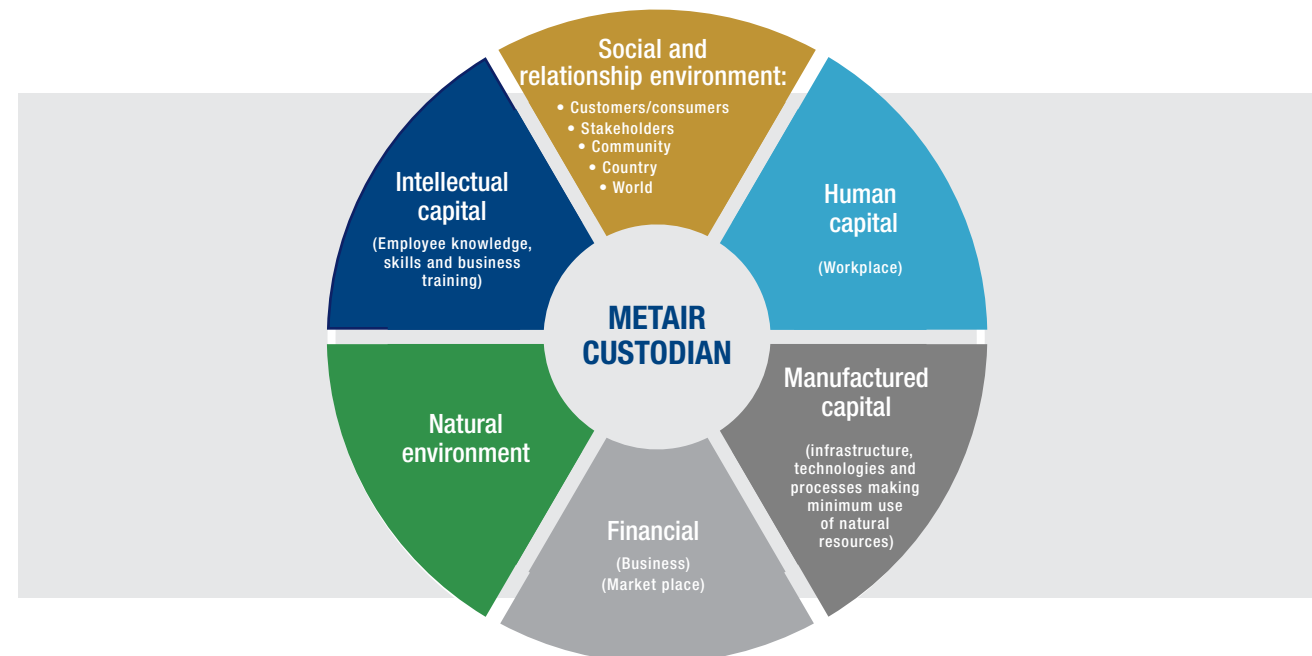 Social and
relationship environment:
• Customers/consumers
• Stakeholders
• Community
• Country
• World
Human
capital
(Workplace)
Manufactured
capital
(infrastructure,
technologies and
processes making
minimum use
of natural
resources)
Financial
(Business)
(Market place)
Natural
environment
Intellectual
capital
(Employee knowledge,
skills and business
training)
METAIR
CUSTODIAN